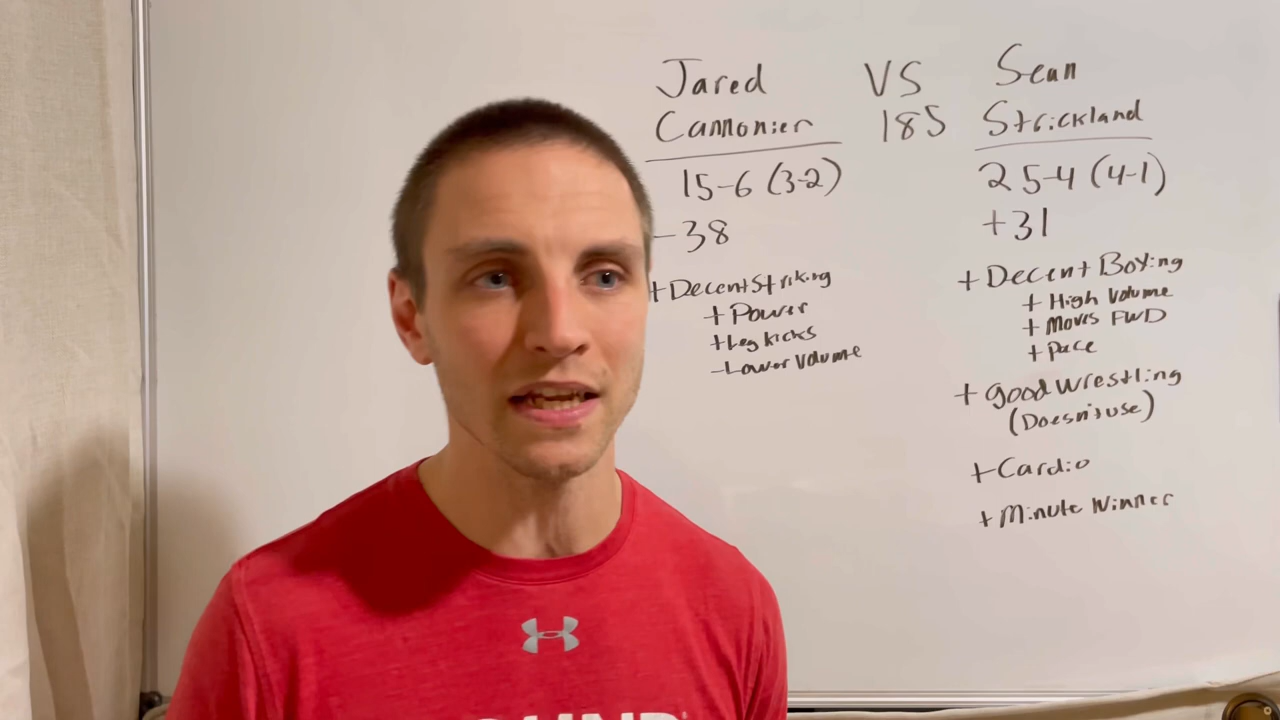 Jared VS Sean
Cannonier 185 Strickland
15-6 (3-2) 25-4 (4-1)
-38 +31
+ Decent Striking
+ Power
+ Leg kicks
- Lower Volume
+ Decent Boxing
+ High Volume
+ Moves FWD
+ Pace
+ good wrestling
(Doesn't use)
+ Cardio
+ Minute Winner